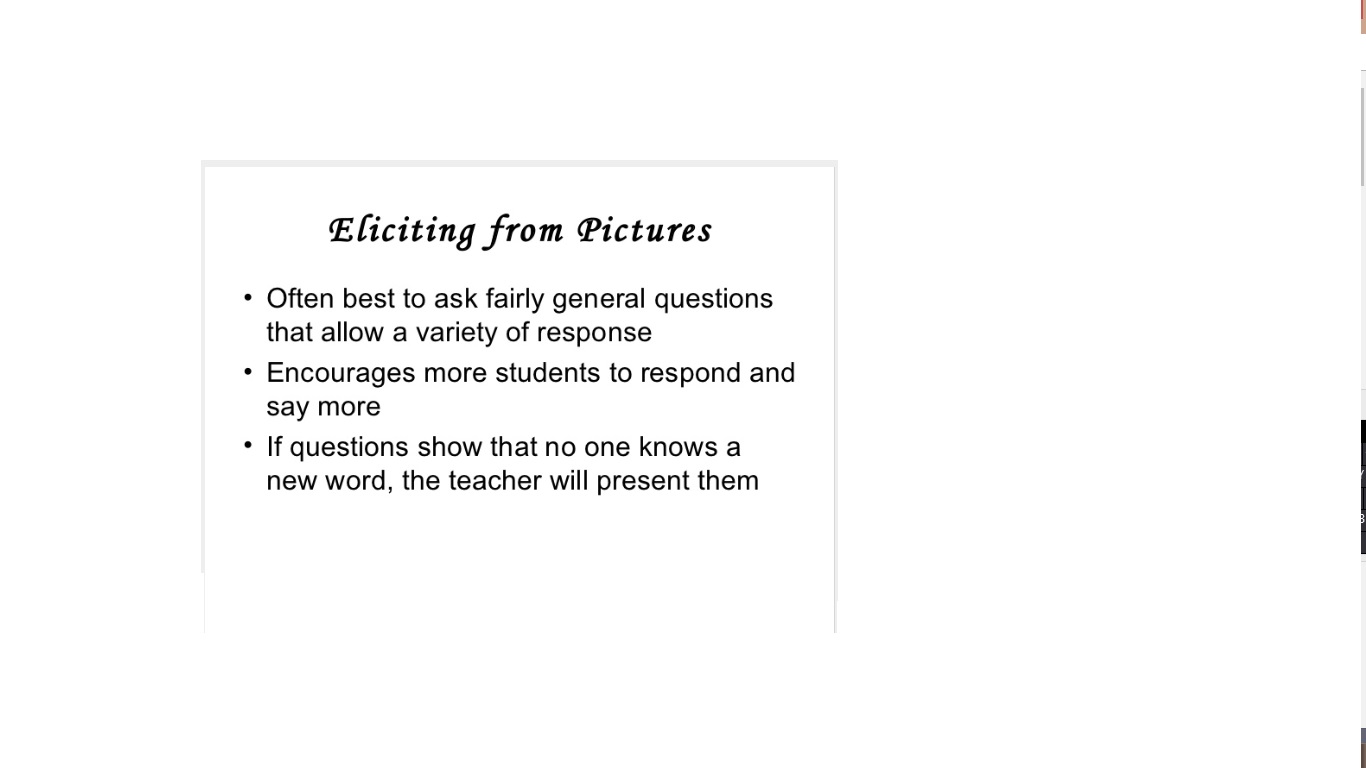 Eliciting from Pictures
• Often best to ask fairly general questions
that allow a variety of response
• Encourages more students to respond and
say more
• If questions show that no one knows a
new word, the teacher will present them